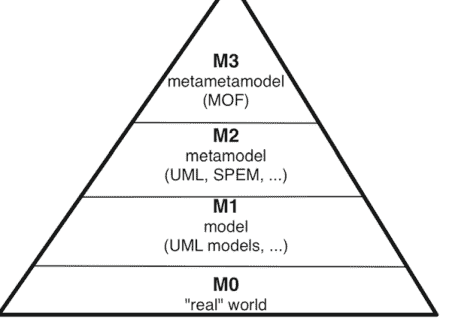 M3
metametamodel
(MOF)
M2
metamodel
(UML, SPEM, ...)
M1
model
(UML models, ...)
M0
"real" world